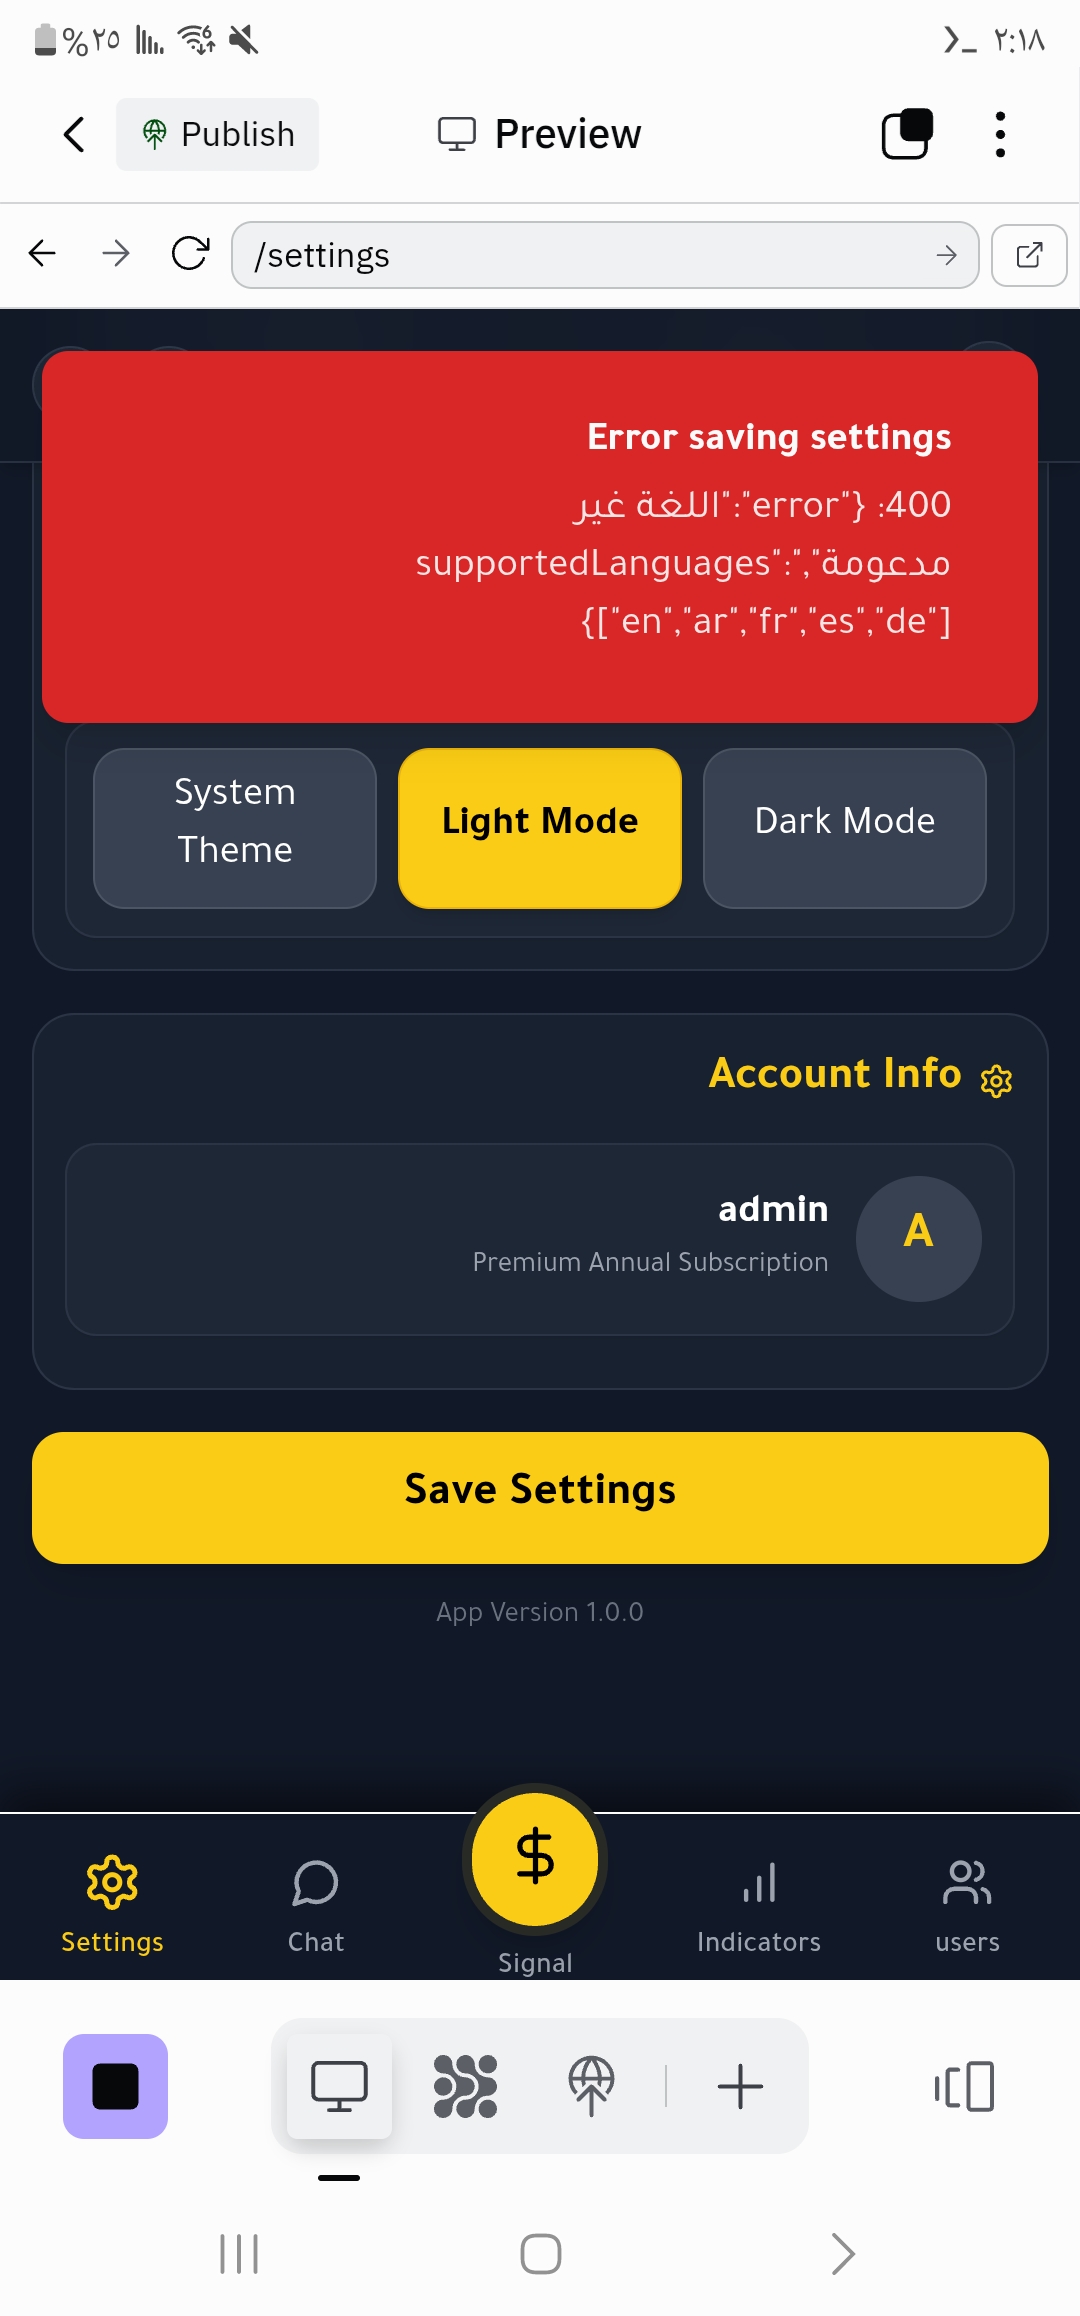 %٢٥
6
٢:١٨
Publish
Preview
/settings
Error saving settings
400: {"error":"اللغة غير
مدعومة","supportedLanguages":
["en","ar","fr","es","de"]}
System
Theme
Light Mode
Dark Mode
Account Info
admin
Premium Annual Subscription
A
Save Settings
App Version 1.0.0
Settings
Chat
Signal
Indicators
users